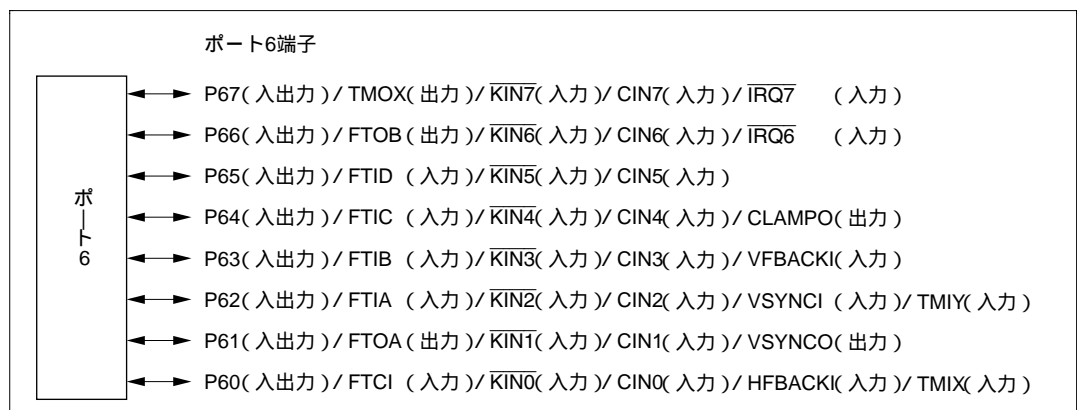 ポート6端子
P67(入出力)/TMOX(出力)/KIN7(入力)/CIN7(入力)/IRQ7 (入力)
P66(入出力)/FTOB(出力)/KIN6(入力)/CIN6(入力)/IRQ6 (入力)
P65(入出力)/FTID (入力)/KIN5(入力)/CIN5(入力)
P64(入出力)/FTIC (入力)/KIN4(入力)/CIN4(入力)/CLAMPO(出力)
P63(入出力)/FTIB (入力)/KIN3(入力)/CIN3(入力)/VFBACKI(入力)
P62(入出力)/FTIA (入力)/KIN2(入力)/CIN2(入力)/VSYNCI (入力)/TMIY(入力)
P61(入出力)/FTOA(出力)/KIN1(入力)/CIN1(入力)/VSYNCO(出力)
P60(入出力)/FTCI (入力)/KIN0(入力)/CIN0(入力)/HFBACKI(入力)/TMIX(入力)
ポート6